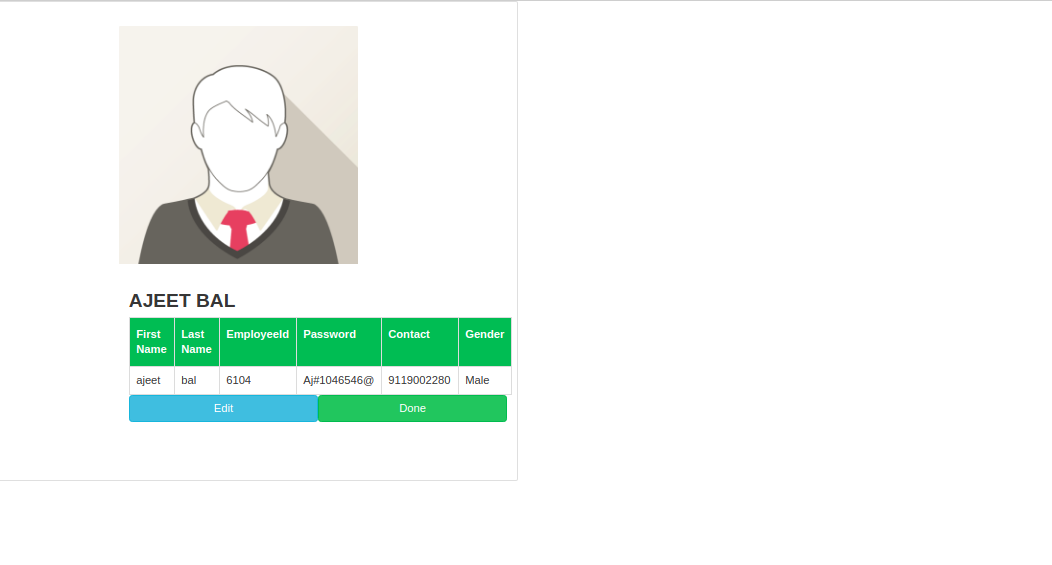 AJEET BAL
First Name Last Name EmployeeId Password Contact Gender
ajeet bal 6104 Aj#1046546@ 9119002280 Male
Edit Done